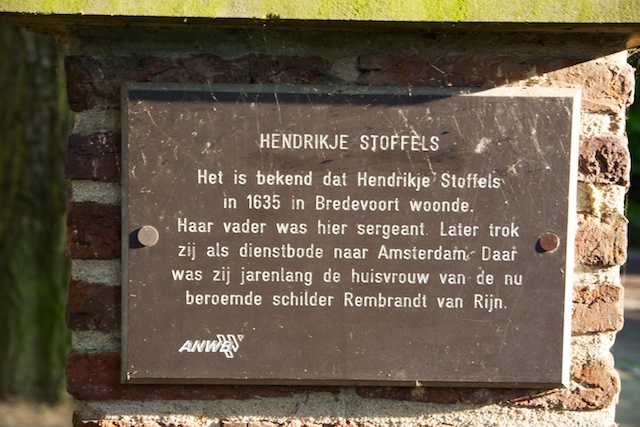 HENDRIKJE STOFFELS
Het is bekend dat Hendrikje Stoffels
in 1635 in Bredevoort woonde.
Haar vader was hier sergeant. Later trok
zij als dienstbode naar Amsterdam. Daar
was zij jarenlang de huisvrouw van de nu
beroemde schilder Rembrandt van Rijn.
ANWB